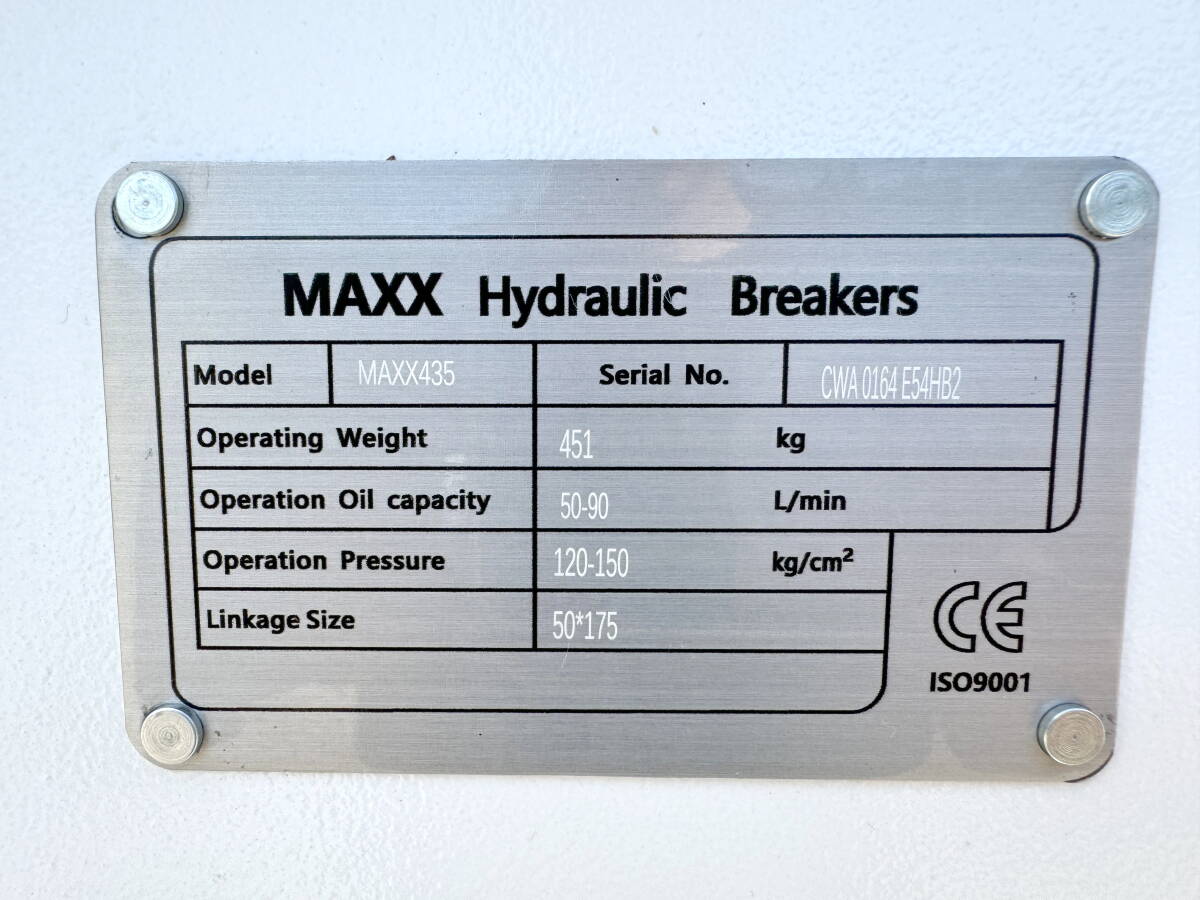 MAXX Hydraulic Breakers
Model MAXX435 Serial No. CWA 0164 E54HB2
Operating Weight 451 kg
Operation Oil capacity 50-90 L/min
Operation Pressure 120-150 kg/cm²
Linkage Size 50*175
CE
ISO9001